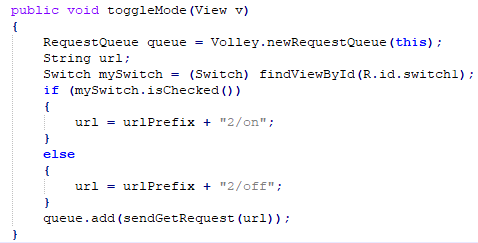 public void toggleMode(View v)
{
    RequestQueue queue = Volley.newRequestQueue(this);
    String url;
    Switch mySwitch = (Switch) findViewById(R.id.switch1);
    if (mySwitch.isChecked())
    {
        url = urlPrefix + "2/on";
    }
    else
    {
        url = urlPrefix + "2/off";
    }
    queue.add(sendGetRequest(url));
}